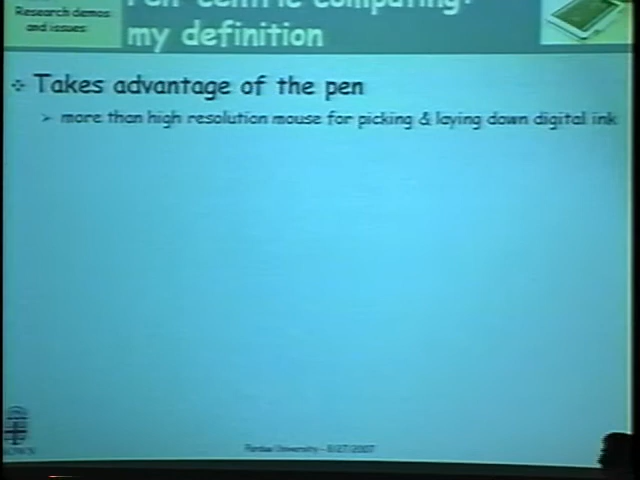 Research demos
and issues
Pen-centric computing:
my definition
Takes advantage of the pen
more than high resolution mouse for picking & laying down digital ink
Purdue University - 8/27/2007